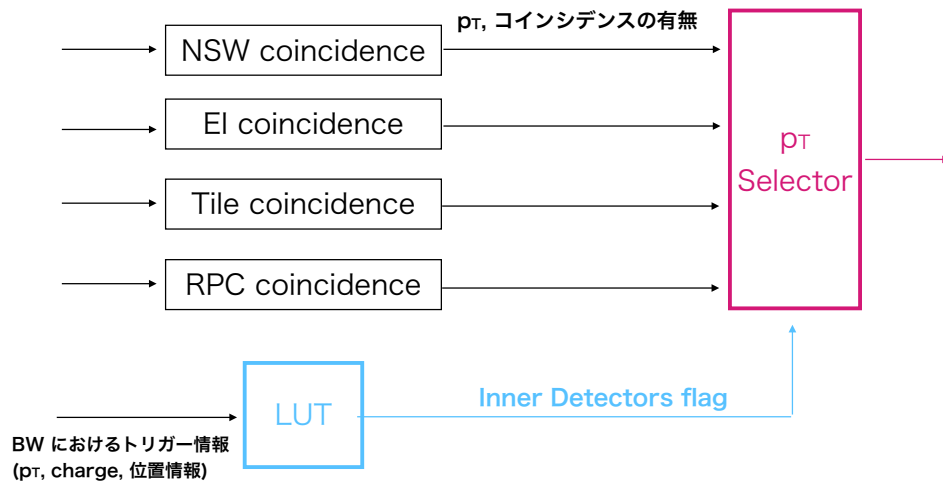 pT, コインシデンスの有無
NSW coincidence
EI coincidence
Tile coincidence
RPC coincidence
pT
Selector
Inner Detectors flag
LUT
BW におけるトリガー情報
(pT, charge, 位置情報)